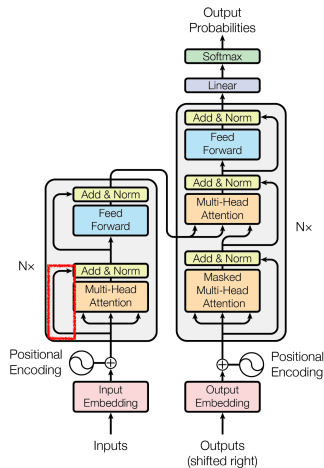 Output
Probabilities
Softmax
Linear
Add & Norm
Feed
Forward
Add & Norm
Multi-Head
Attention
Add & Norm
Masked
Multi-Head
Attention
N×
Add & Norm
Feed
Forward
N×
Add & Norm
Multi-Head
Attention
Positional
Encoding
Positional
Encoding
Input
Embedding
Output
Embedding
Inputs
Outputs
(shifted right)